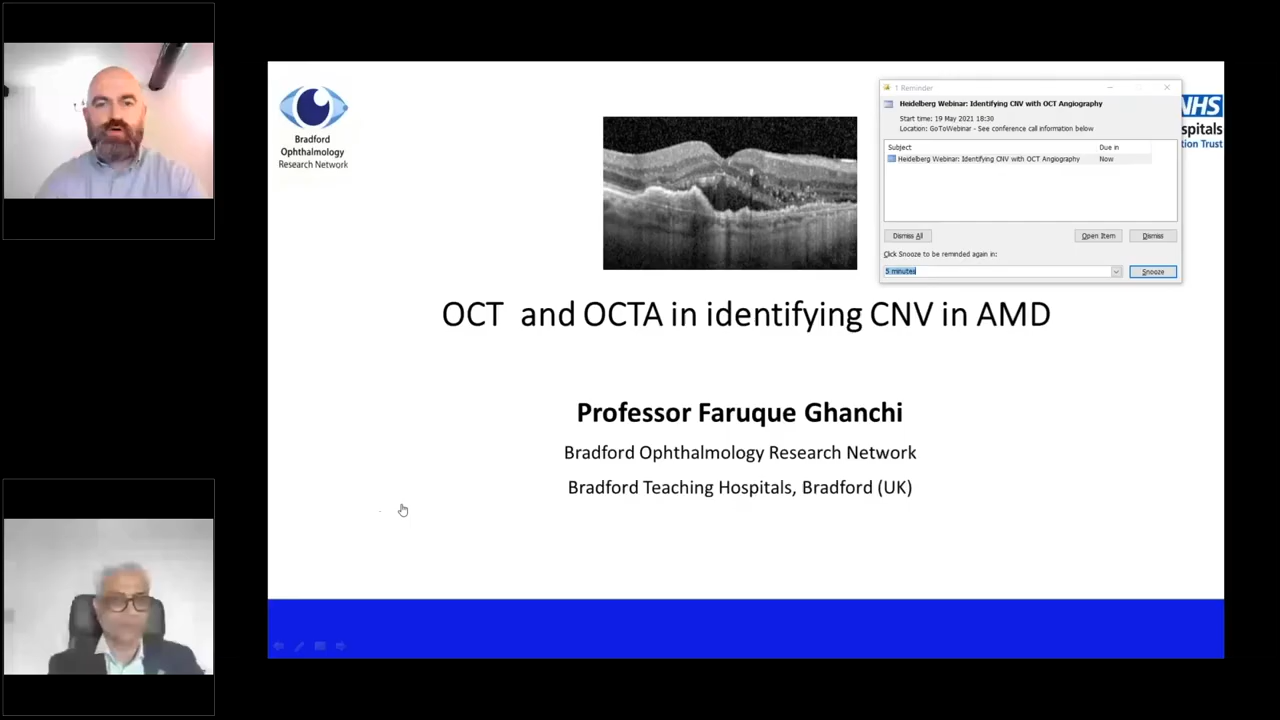 Bradford
Ophthalmology
Research Network
1 Reminder
Heidelberg Webinar: Identifying CNV with OCT Angiography
Start time: 19 May 2021 18:30
Location: GoToWebinar - See conference call information below
Subject Due in
Heidelberg Webinar: Identifying CNV with OCT Angiography Now
Dismiss All Open Item Dismiss
Click Snooze to be reminded again in:
5 minutes Snooze
NHS
spitals
tion Trust
OCT and OCTA in identifying CNV in AMD
Professor Faruque Ghanchi
Bradford Ophthalmology Research Network
Bradford Teaching Hospitals, Bradford (UK)